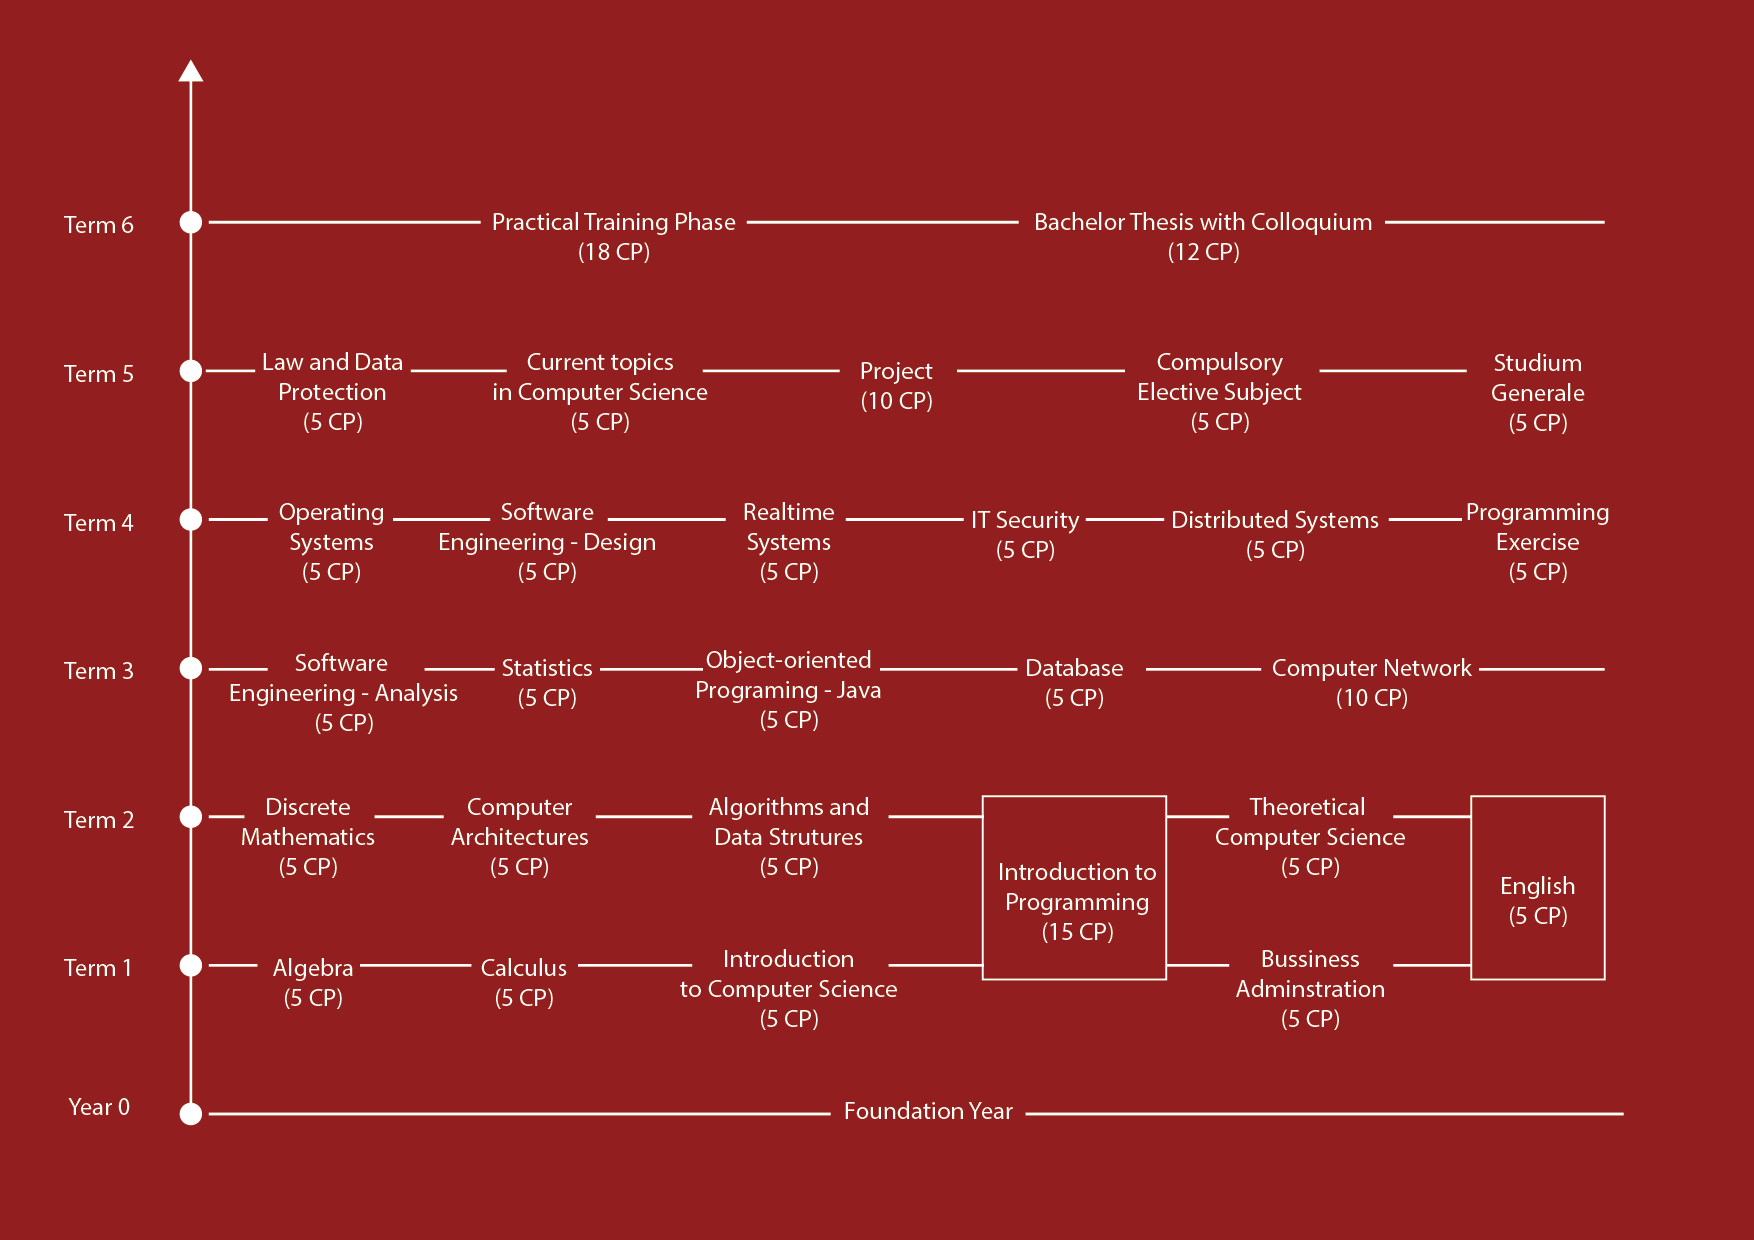 Term 6
Practical Training Phase
(18 CP)
Bachelor Thesis with Colloquium
(12 CP)
Term 5
Law and Data
Protection
(5 CP)
Current topics
in Computer Science
(5 CP)
Project
(10 CP)
Compulsory
Elective Subject
(5 CP)
Studium
Generale
(5 CP)
Term 4
Operating
Systems
(5 CP)
Software
Engineering - Design
(5 CP)
Realtime
Systems
(5 CP)
IT Security
(5 CP)
Distributed Systems
(5 CP)
Programming
Exercise
(5 CP)
Term 3
Software
Engineering - Analysis
(5 CP)
Statistics
(5 CP)
Object-oriented
Programing - Java
(5 CP)
Database
(5 CP)
Computer Network
(10 CP)
Term 2
Discrete
Mathematics
(5 CP)
Computer
Architectures
(5 CP)
Algorithms and
Data Strutures
(5 CP)
Introduction to
Programming
(15 CP)
Theoretical
Computer Science
(5 CP)
English
(5 CP)
Term 1
Algebra
(5 CP)
Calculus
(5 CP)
Introduction
to Computer Science
(5 CP)
Bussiness
Adminstration
(5 CP)
Year 0
Foundation Year